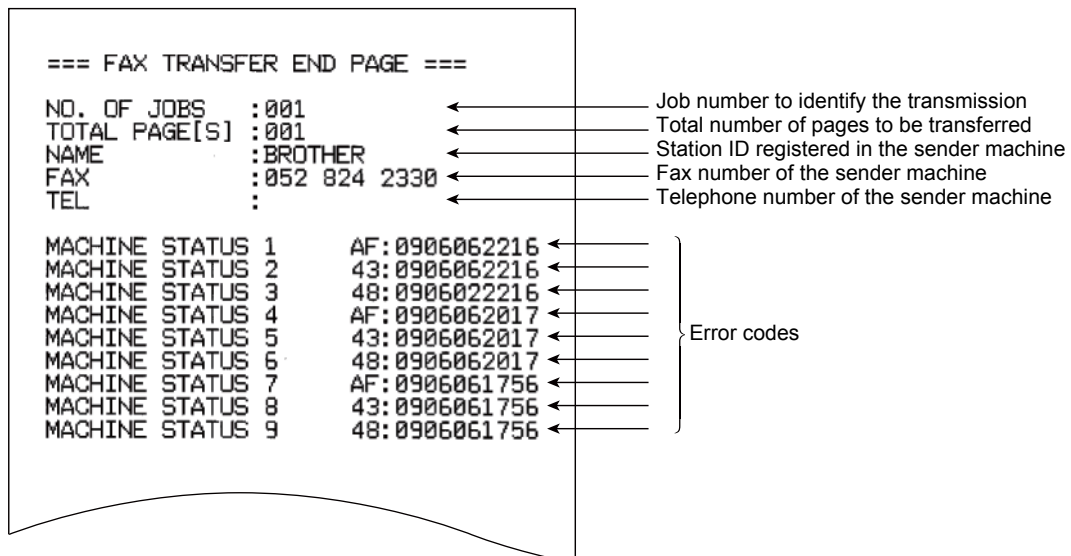 === FAX TRANSFER END PAGE ===
NO. OF JOBS :001
Job number to identify the transmission
TOTAL PAGE[S] :001
Total number of pages to be transferred
NAME :BROTHER
Station ID registered in the sender machine
FAX :052 824 2330
Fax number of the sender machine
TEL :
Telephone number of the sender machine
MACHINE STATUS 1 AF:0906062216
MACHINE STATUS 2 43:0906062216
MACHINE STATUS 3 48:0906022216
MACHINE STATUS 4 AF:0906062017
MACHINE STATUS 5 43:0906062017
Error codes
MACHINE STATUS 6 48:0906062017
MACHINE STATUS 7 AF:0906061756
MACHINE STATUS 8 43:0906061756
MACHINE STATUS 9 48:0906061756